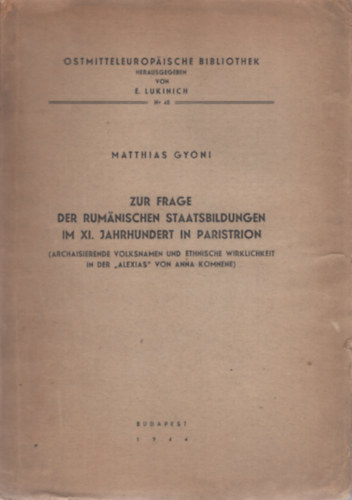 OSTMITTELEUROPÄISCHE BIBLIOTHEK
HERAUSGEGEBEN
VON
E. LUKINICH
MATTHIAS GYÓNI
ZUR FRAGE
DER RUMÄNISCHEN STAATSBILDUNGEN
IM XI. JAHRHUNDERT IN PARISTRION
(ARCHAISIERENDE VOLKSNAMEN UND ETHNISCHE WIRKLICHKEIT
IN DER „ALEXIAS" VON ANNA KOMNENE)
BUDAPEST
1944